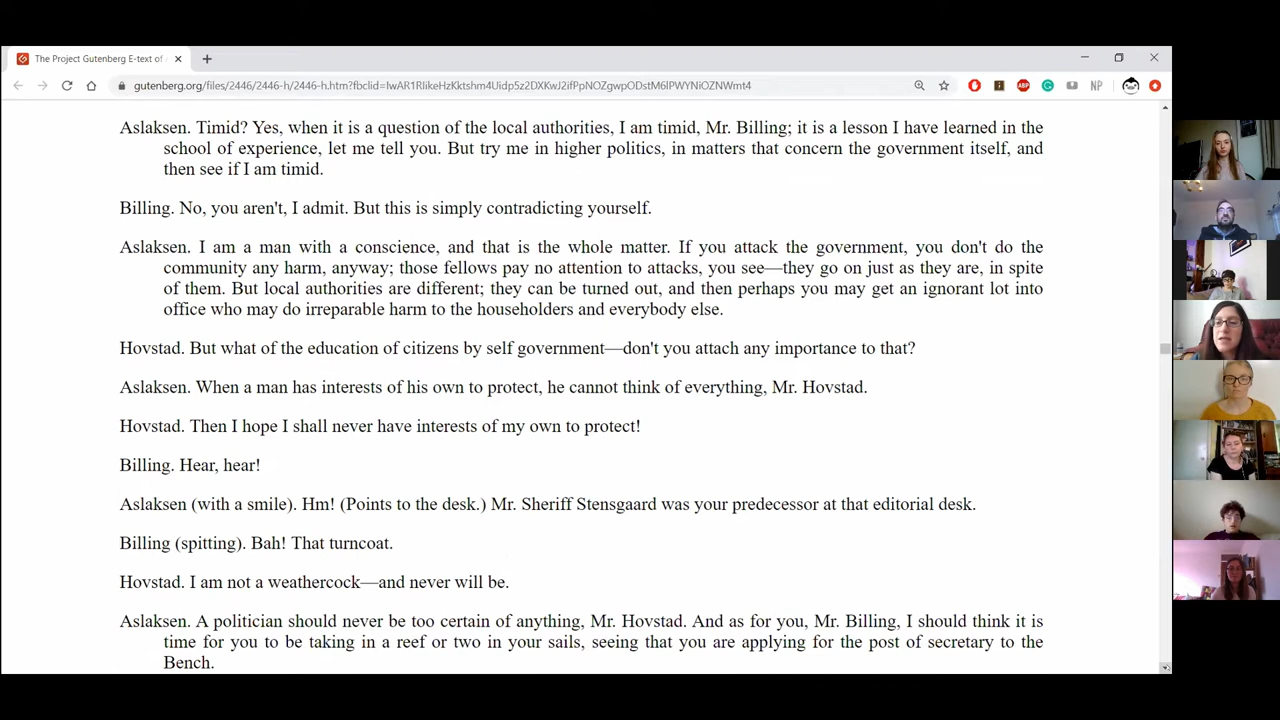 The Project Gutenberg E-text of
gutenberg.org/files/2446/2446-h/2446-h.htm?fbclid=IwAR1RIikeHzKktshm4Uidp5z2DXKwJ2ifPpNOZgwpODstM6lPWYNiOZNWmt4
ABP
NP
Aslaksen. Timid? Yes, when it is a question of the local authorities, I am timid, Mr. Billing; it is a lesson I have learned in the
school of experience, let me tell you. But try me in higher politics, in matters that concern the government itself, and
then see if I am timid.
Billing. No, you aren't, I admit. But this is simply contradicting yourself.
Aslaksen. I am a man with a conscience, and that is the whole matter. If you attack the government, you don't do the
community any harm, anyway; those fellows pay no attention to attacks, you see—they go on just as they are, in spite
of them. But local authorities are different; they can be turned out, and then perhaps you may get an ignorant lot into
office who may do irreparable harm to the householders and everybody else.
Hovstad. But what of the education of citizens by self government—don't you attach any importance to that?
Aslaksen. When a man has interests of his own to protect, he cannot think of everything, Mr. Hovstad.
Hovstad. Then I hope I shall never have interests of my own to protect!
Billing. Hear, hear!
Aslaksen (with a smile). Hm! (Points to the desk.) Mr. Sheriff Stensgaard was your predecessor at that editorial desk.
Billing (spitting). Bah! That turncoat.
Hovstad. I am not a weathercock—and never will be.
Aslaksen. A politician should never be too certain of anything, Mr. Hovstad. And as for you, Mr. Billing, I should think it is
time for you to be taking in a reef or two in your sails, seeing that you are applying for the post of secretary to the
Bench.